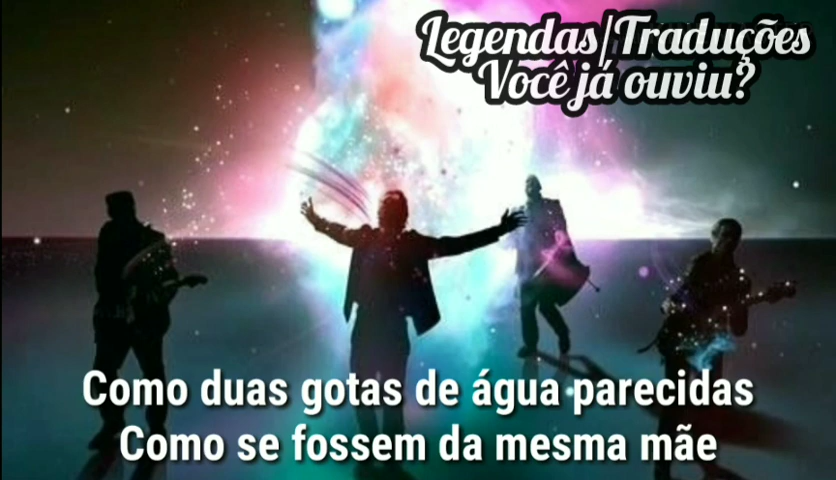 Legendas/Traduções
Você já ouviu?
Como duas gotas de água parecidas
Como se fossem da mesma mãe